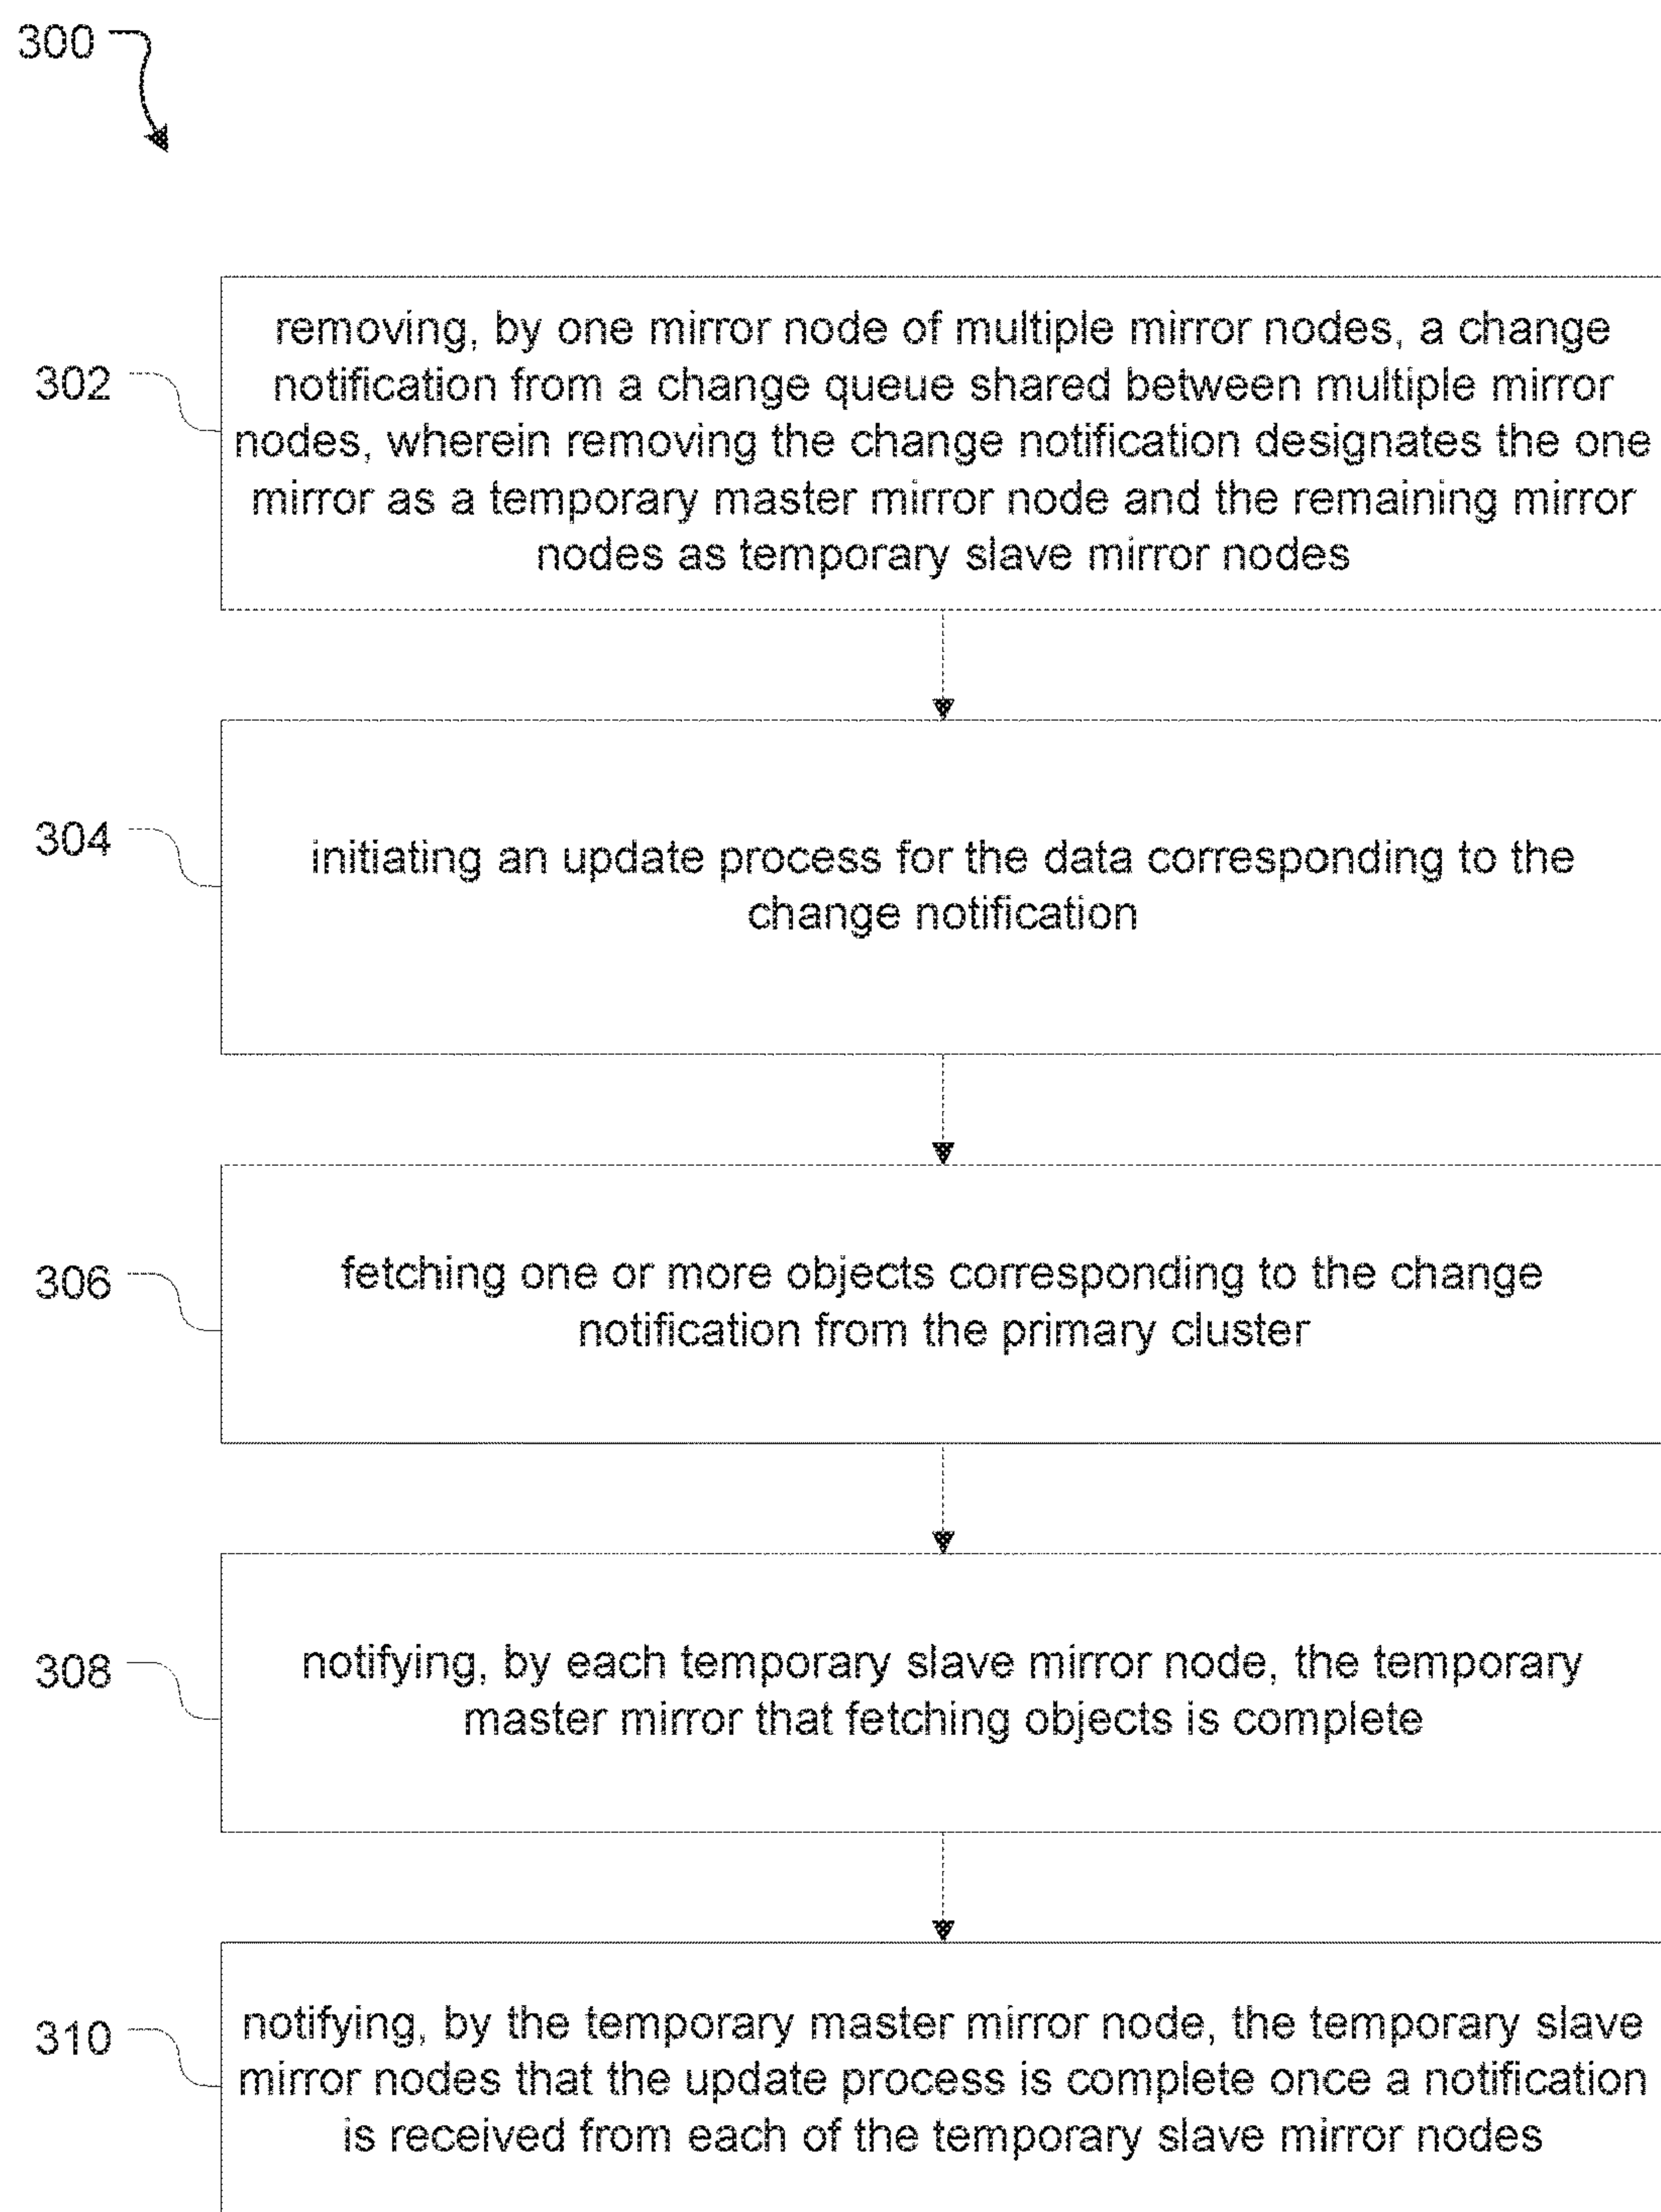 300
302
removing, by one mirror node of multiple mirror nodes, a change
notification from a change queue shared between multiple mirror
nodes, wherein removing the change notification designates the one
mirror as a temporary master mirror node and the remaining mirror
nodes as temporary slave mirror nodes
304
initiating an update process for the data corresponding to the
change notification
306
fetching one or more objects corresponding to the change
notification from the primary cluster
308
notifying, by each temporary slave mirror node, the temporary
master mirror that fetching objects is complete
310
notifying, by the temporary master mirror node, the temporary slave
mirror nodes that the update process is complete once a notification
is received from each of the temporary slave mirror nodes